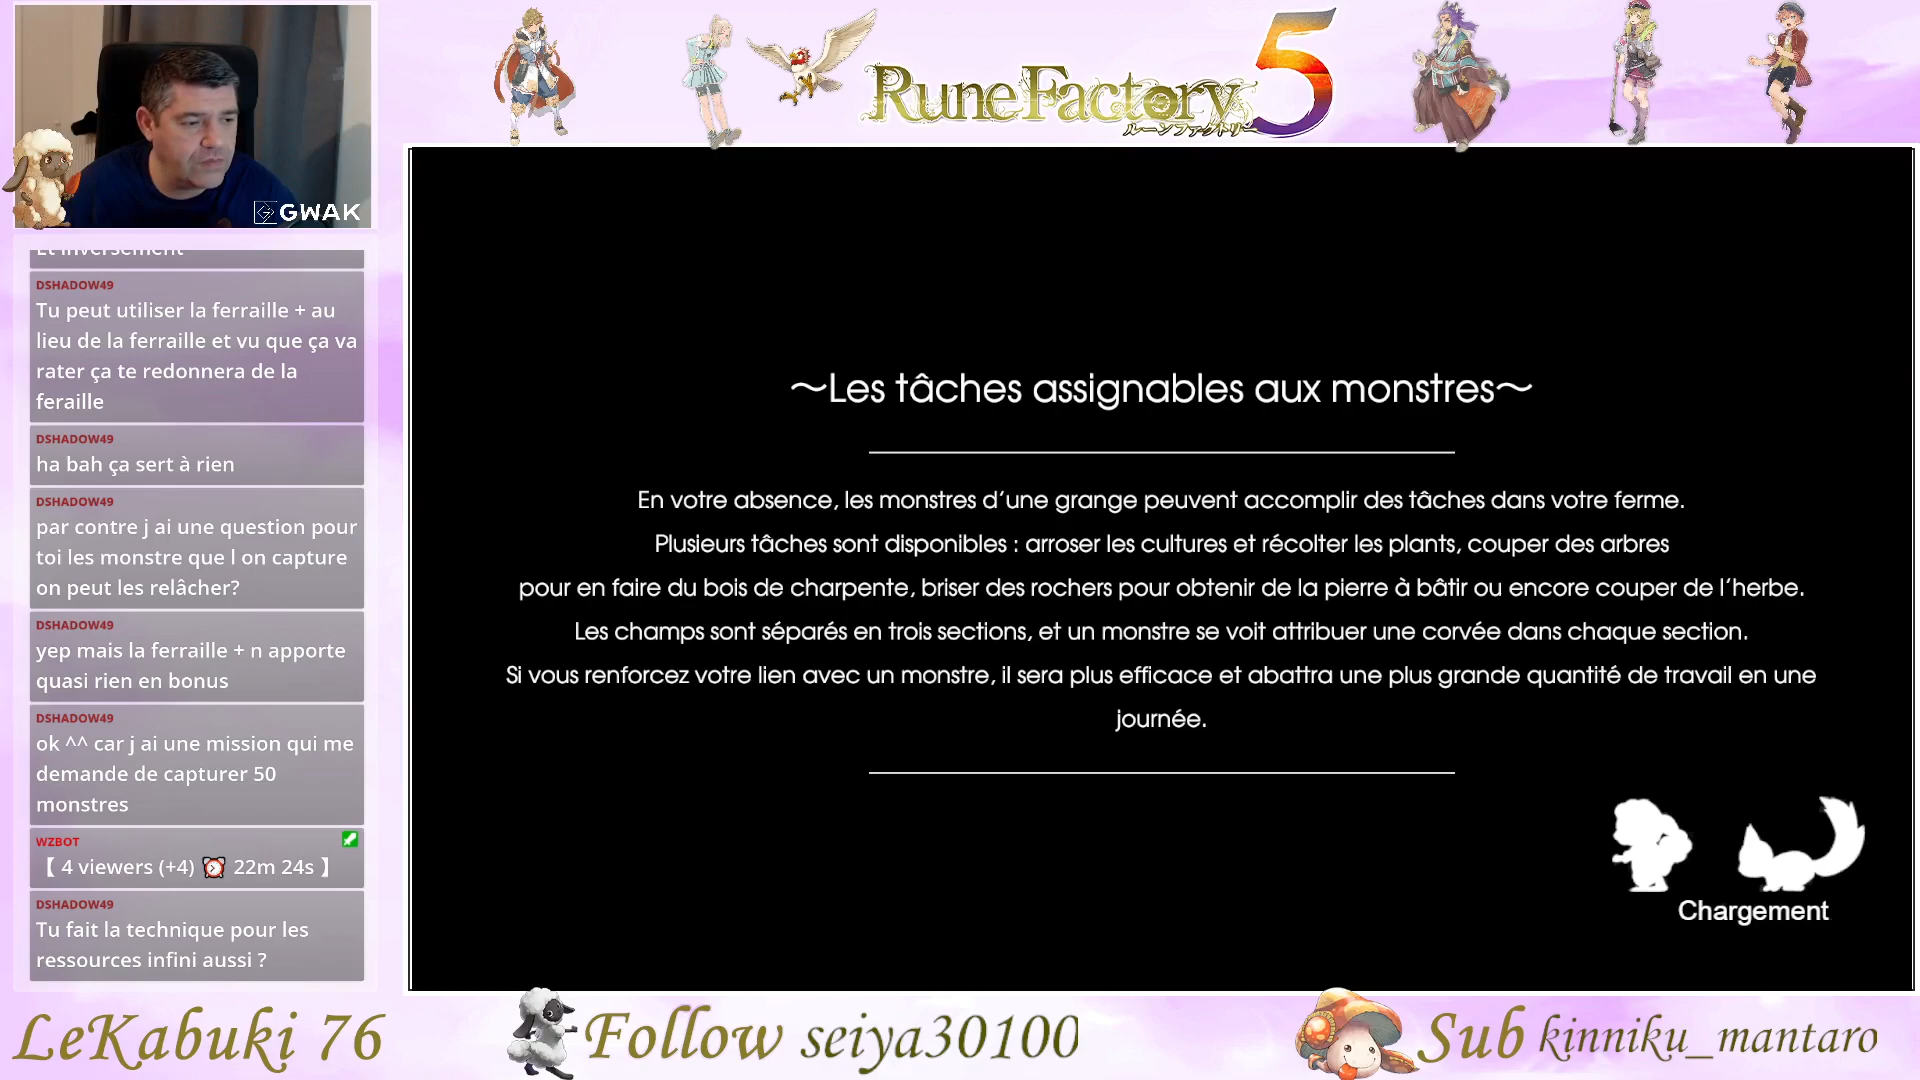 GWAK
Et inversement
DSHADOW49
Tu peut utiliser la ferraille + au
lieu de la ferraille et vu que ça va
rater ça te redonnera de la
feraille
DSHADOW49
ha bah ça sert à rien
DSHADOW49
par contre j ai une question pour
toi les monstre que l on capture
on peut les relâcher?
DSHADOW49
yep mais la ferraille + n apporte
quasi rien en bonus
DSHADOW49
ok ^^ car j ai une mission qui me
demande de capturer 50
monstres
WZBOT
【 4 viewers (+4) ⏰ 22m 24s 】
DSHADOW49
Tu fait la technique pour les
ressources infini aussi ?
RuneFactory 5
ルーンファクトリー
～Les tâches assignables aux monstres～
En votre absence, les monstres d’une grange peuvent accomplir des tâches dans votre ferme.
Plusieurs tâches sont disponibles : arroser les cultures et récolter les plants, couper des arbres
pour en faire du bois de charpente, briser des rochers pour obtenir de la pierre à bâtir ou encore couper de l’herbe.
Les champs sont séparés en trois sections, et un monstre se voit attribuer une corvée dans chaque section.
Si vous renforcez votre lien avec un monstre, il sera plus efficace et abattra une plus grande quantité de travail en une
journée.
Chargement
LeKabuki 76
Follow seiya30100
Sub kinniku_mantaro